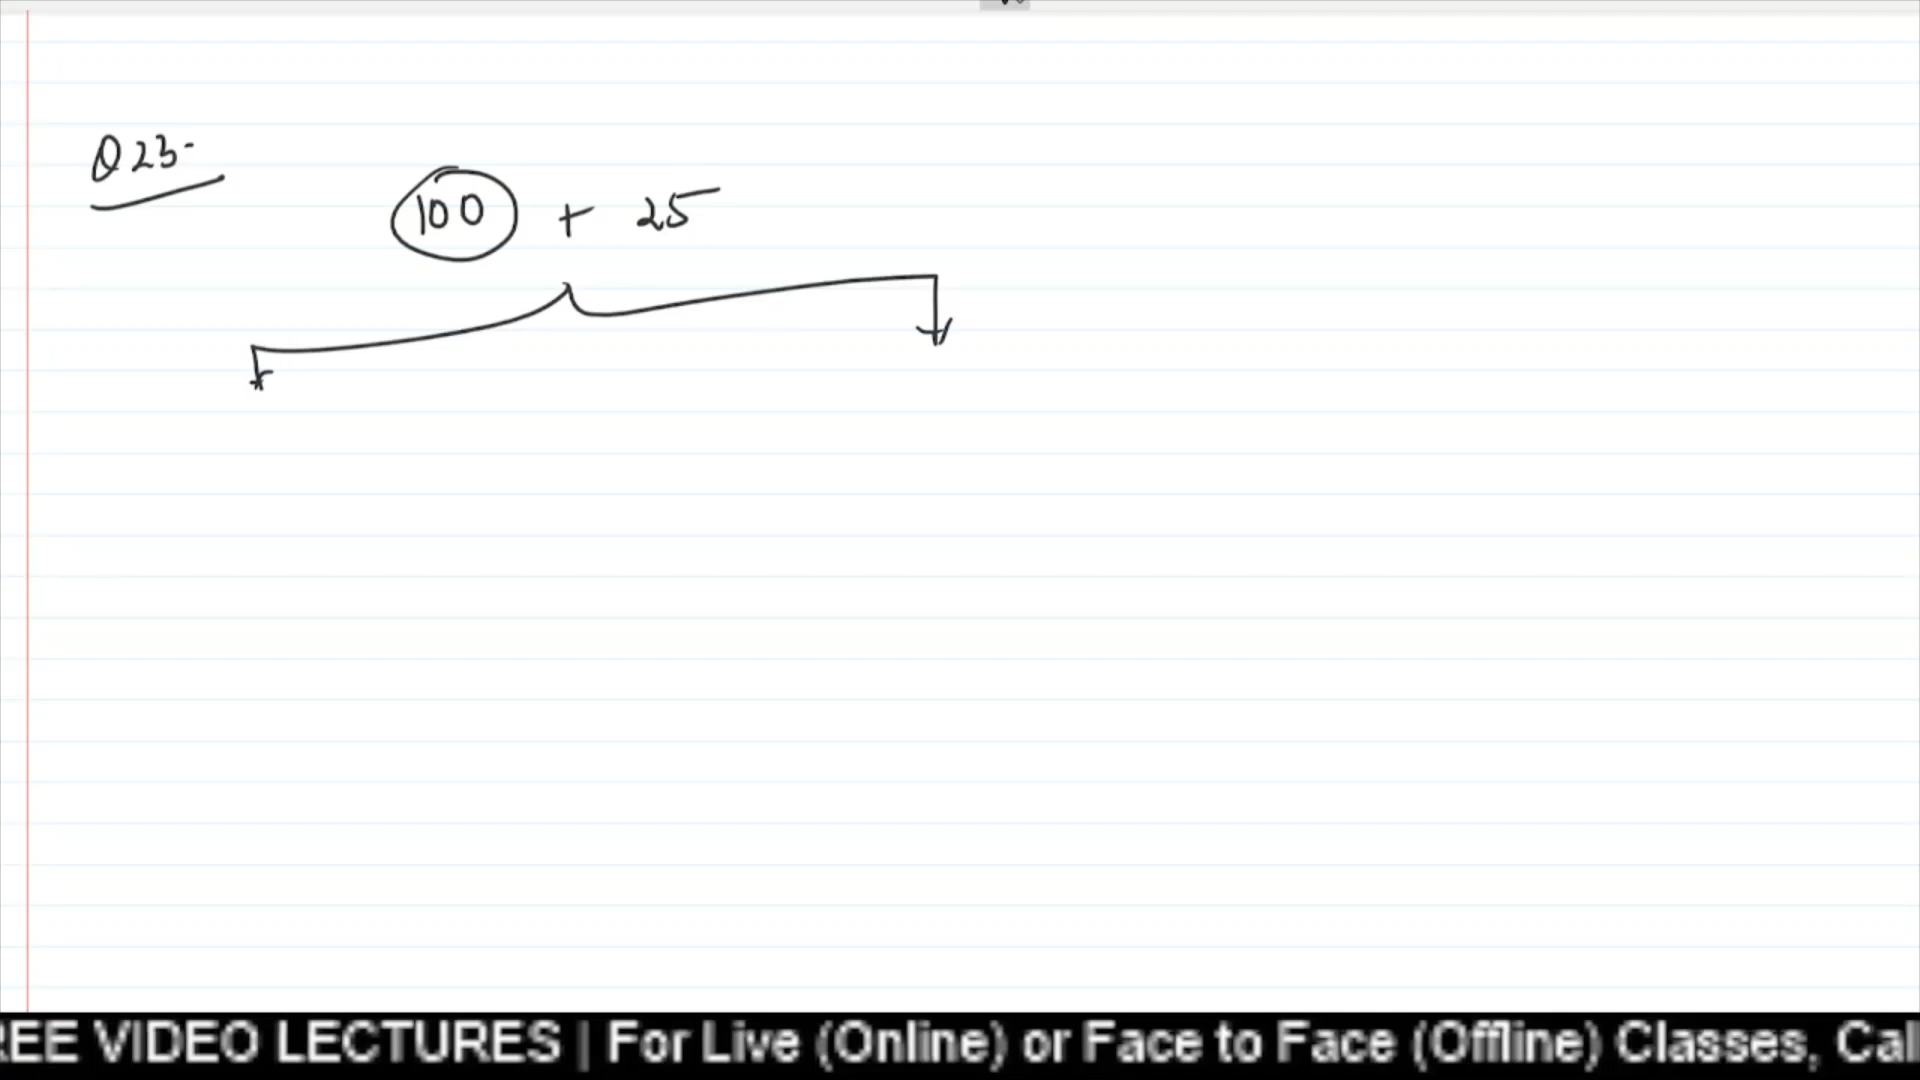 Q23.
100 + 25
REE VIDEO LECTURES | For Live (Online) or Face to Face (Offline) Classes, Cal